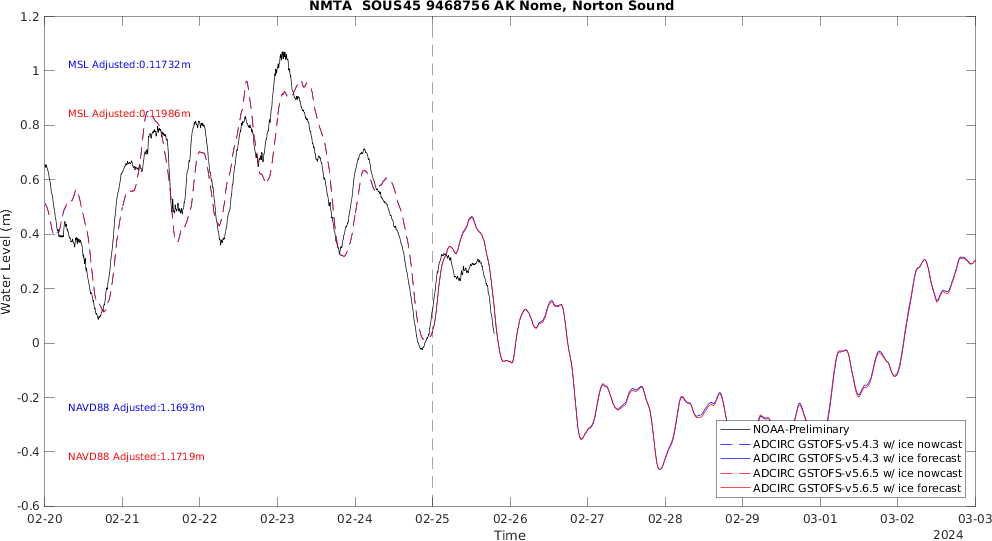 NMTA SOUS45 9468756 AK Nome, Norton Sound
1.2
1
0.8
0.6
0.4
0.2
0
-0.2
-0.4
-0.6
Water Level (m)
MSL Adjusted:0.11732m
MSL Adjusted:0.11986m
NAVD88 Adjusted:1.1693m
NAVD88 Adjusted:1.1719m
NOAA-Preliminary
ADCIRC GSTOFS-v5.4.3 w/ ice nowcast
ADCIRC GSTOFS-v5.4.3 w/ ice forecast
ADCIRC GSTOFS-v5.6.5 w/ ice nowcast
ADCIRC GSTOFS-v5.6.5 w/ ice forecast
02-20 02-21 02-22 02-23 02-24 02-25 02-26 02-27 02-28 02-29 03-01 03-02 03-03
Time
2024